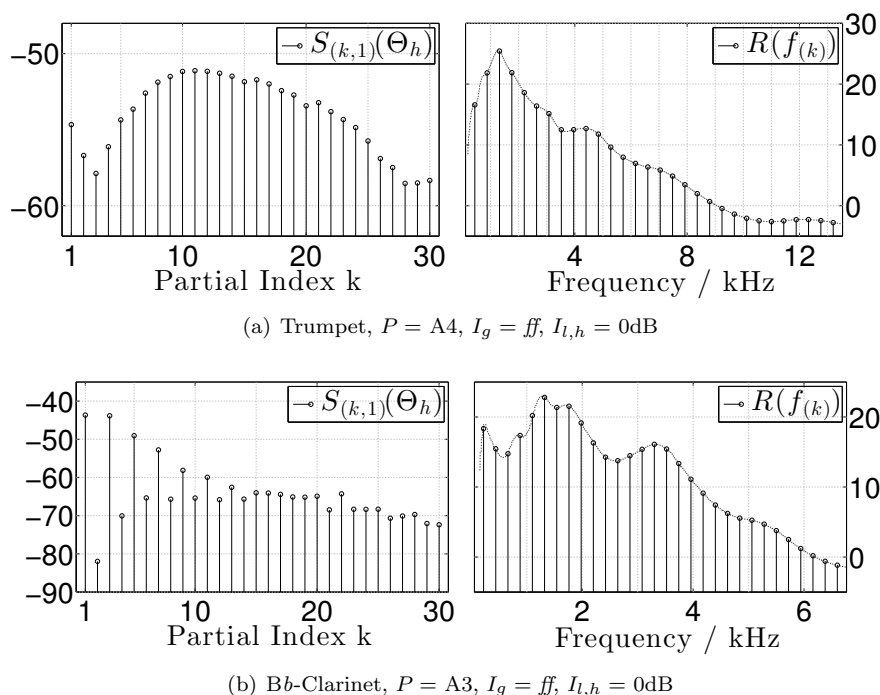 −50
−60
S(k,1)(Θh)
1 10 20 30
Partial Index k
R(f(k))
30
20
10
0
4 8 12
Frequency / kHz
(a) Trumpet, P = A4, Ig = ff, Il,h = 0dB
−40
−50
−60
−70
−80
−90
S(k,1)(Θh)
1 10 20 30
Partial Index k
R(f(k))
20
10
0
2 4 6
Frequency / kHz
(b) Bb-Clarinet, P = A3, Ig = ff, Il,h = 0dB